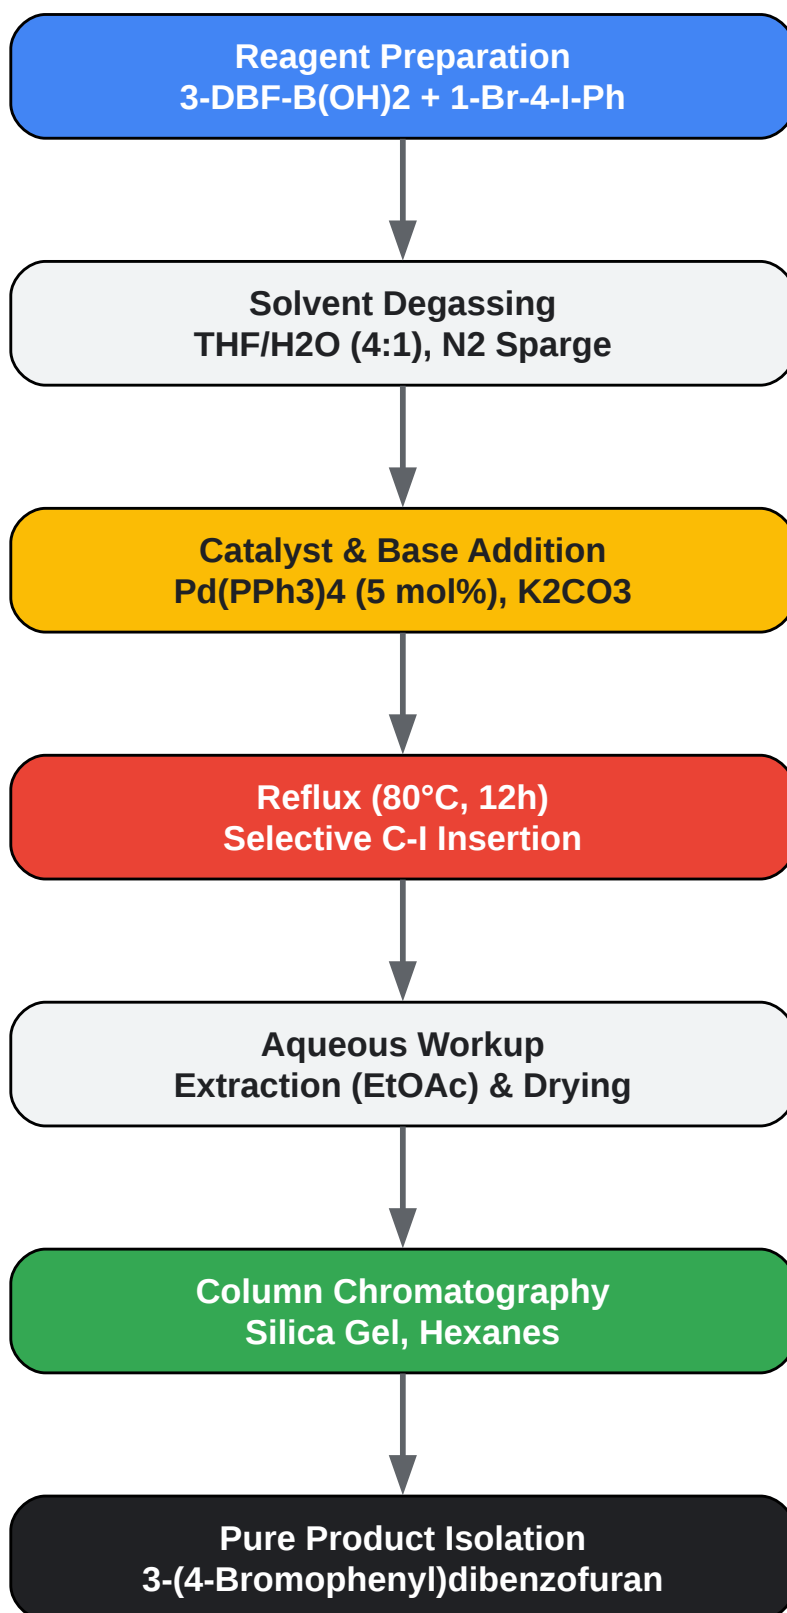 Reagent Preparation
3-DBF-B(OH)2 + 1-Br-4-I-Ph
Solvent Degassing
THF/H2O (4:1), N2 Sparge
Catalyst & Base Addition
Pd(PPh3)4 (5 mol%), K2CO3
Reflux (80°C, 12h)
Selective C-I Insertion
Aqueous Workup
Extraction (EtOAc) & Drying
Column Chromatography
Silica Gel, Hexanes
Pure Product Isolation
3-(4-Bromophenyl)dibenzofuran